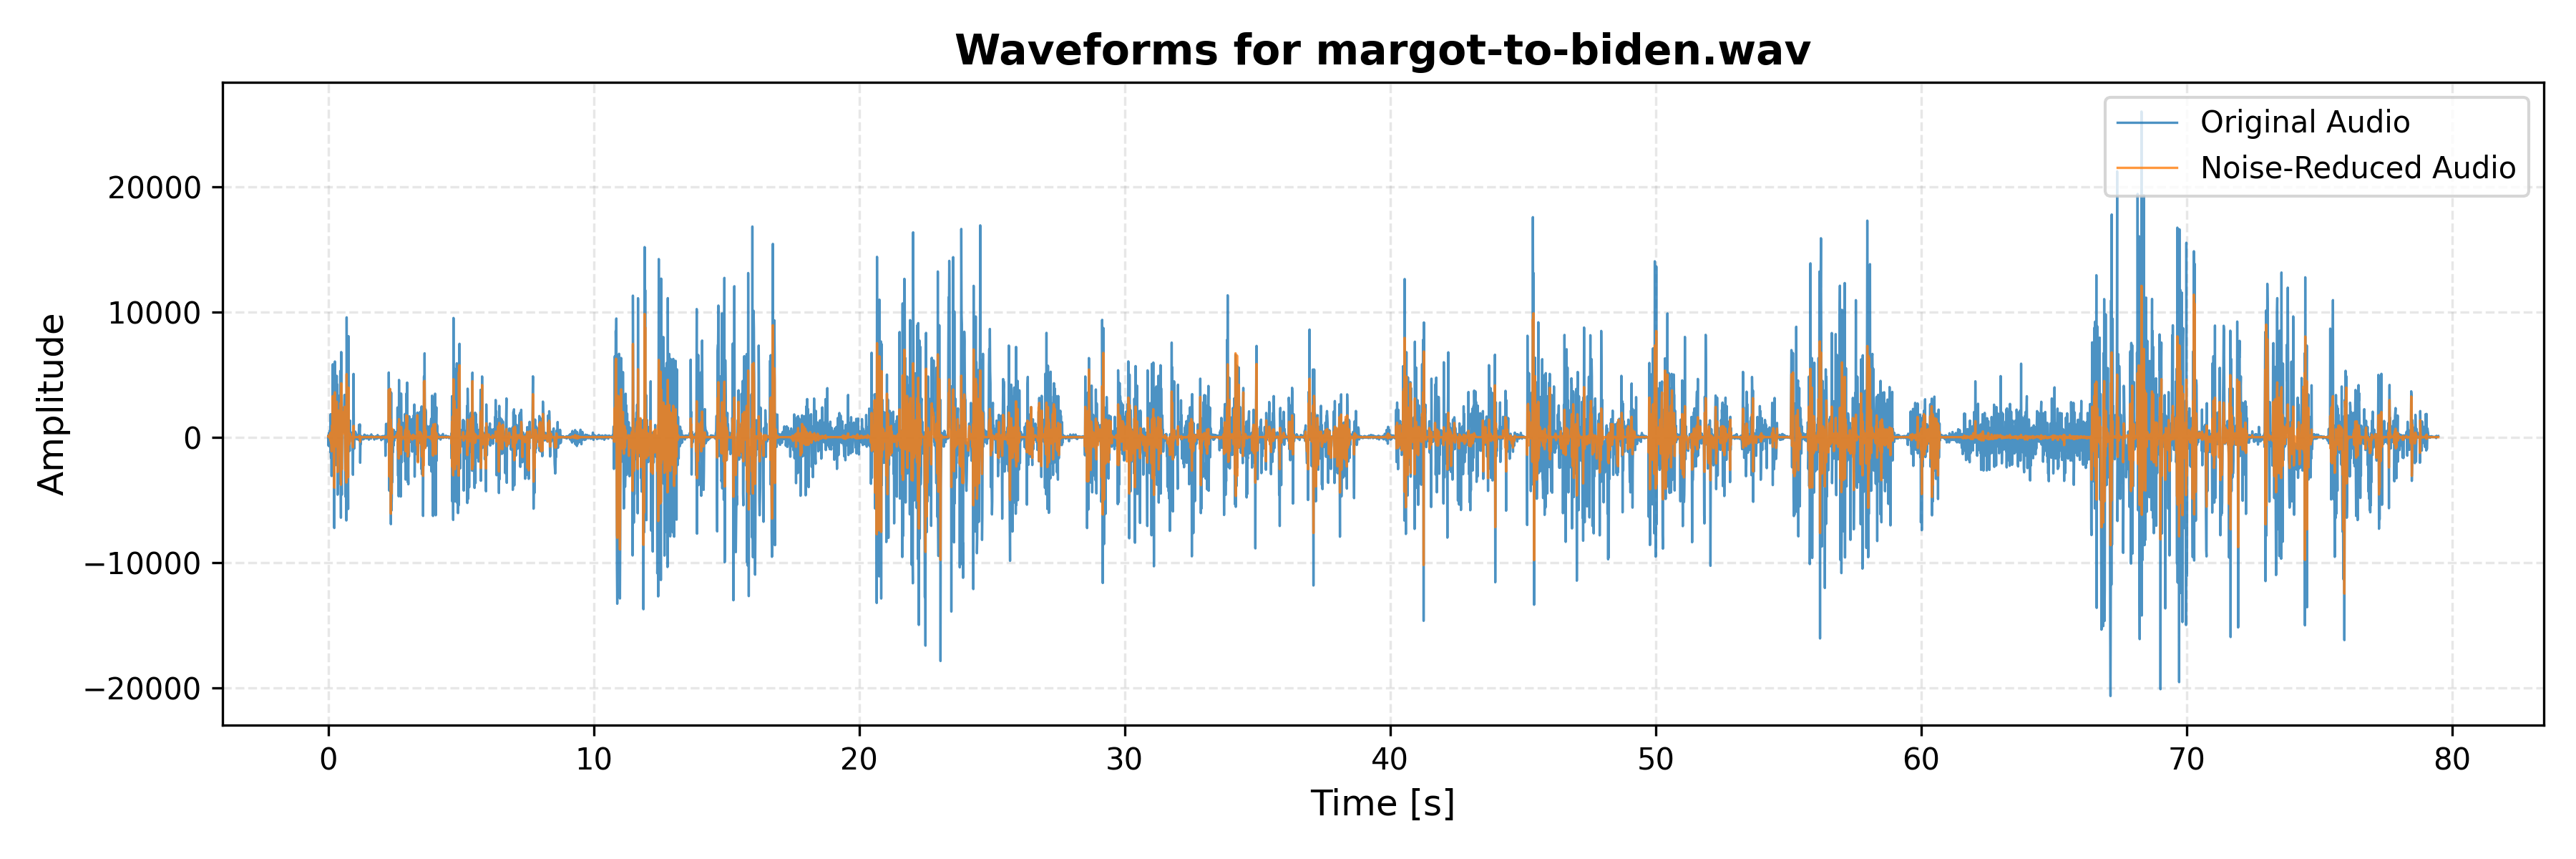 Waveforms for margot-to-biden.wav
Original Audio
Noise-Reduced Audio
Amplitude
20000
10000
0
−10000
−20000
0 10 20 30 40 50 60 70 80
Time [s]